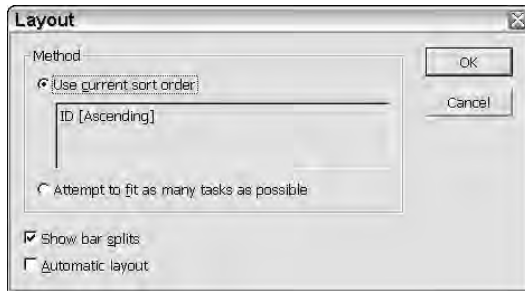 Layout
Method
OK
Use current sort order
Cancel
ID [Ascending]
Attempt to fit as many tasks as possible
Show bar splits
Automatic layout